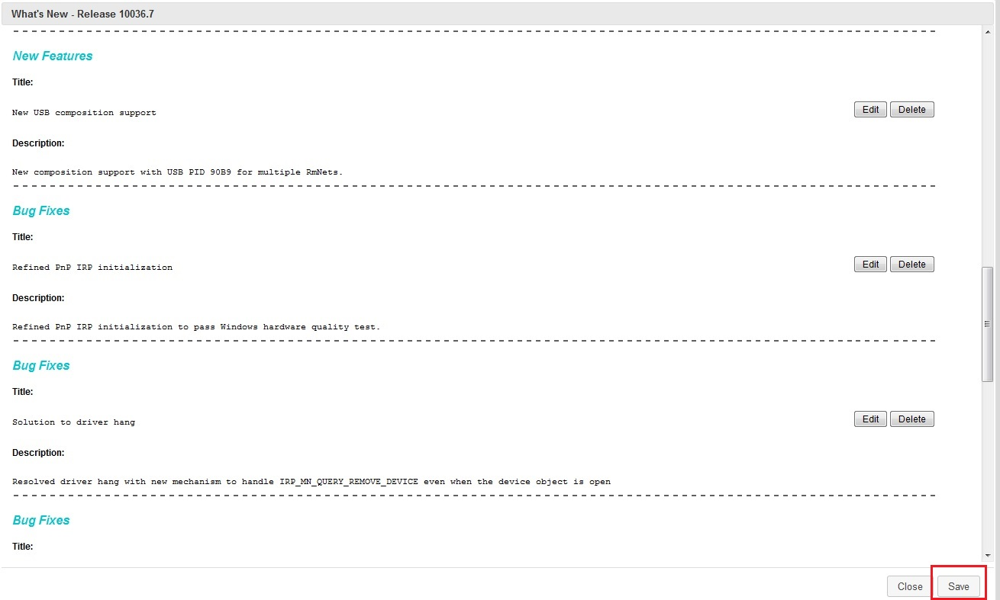 What's New - Release 10036.7
New Features
Title:
New USB composition support
Edit Delete
Description:
New composition support with USB PID 90B9 for multiple RmNets.
Bug Fixes
Title:
Refined PnP IRP initialization
Edit Delete
Description:
Refined PnP IRP initialization to pass Windows hardware quality test.
Bug Fixes
Title:
Solution to driver hang
Edit Delete
Description:
Resolved driver hang with new mechanism to handle IRP_MN_QUERY_REMOVE_DEVICE even when the device object is open
Bug Fixes
Title:
Close Save